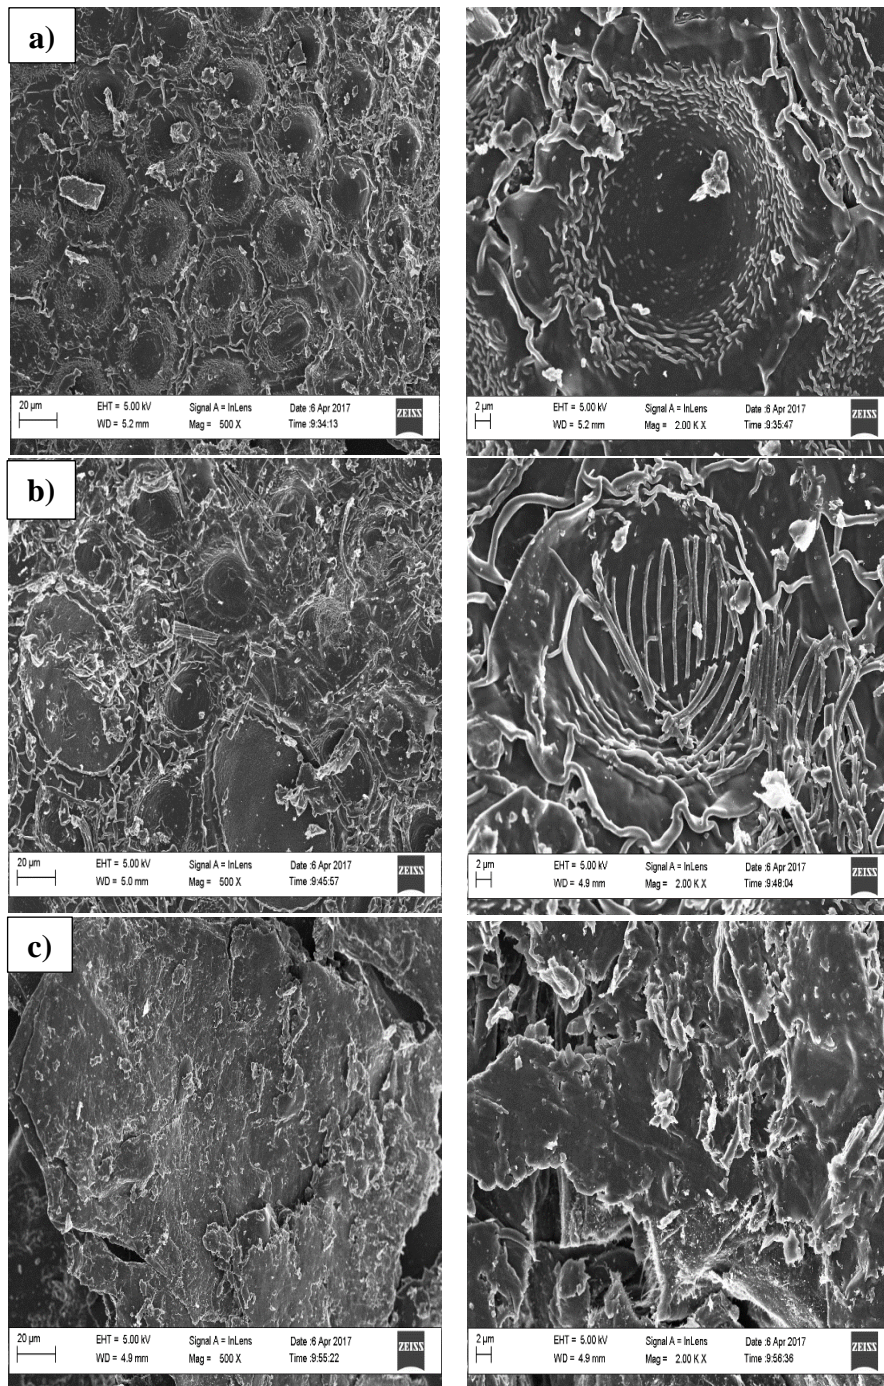 a)
20 µm EHT = 5.00 kV Signal A = InLens Date :6 Apr 2017
WD = 5.2 mm Mag = 500 X Time :9:34:13
ZEISS
2 µm EHT = 5.00 kV Signal A = InLens Date :6 Apr 2017
WD = 5.2 mm Mag = 2.00 K X Time :9:35:47
ZEISS
b)
20 µm EHT = 5.00 kV Signal A = InLens Date :6 Apr 2017
WD = 5.0 mm Mag = 500 X Time :9:45:57
ZEISS
2 µm EHT = 5.00 kV Signal A = InLens Date :6 Apr 2017
WD = 4.9 mm Mag = 2.00 K X Time :9:48:04
ZEISS
c)
20 µm EHT = 5.00 kV Signal A = InLens Date :6 Apr 2017
WD = 4.9 mm Mag = 500 X Time :9:55:22
ZEISS
2 µm EHT = 5.00 kV Signal A = InLens Date :6 Apr 2017
WD = 4.9 mm Mag = 2.00 K X Time :9:56:36
ZEISS